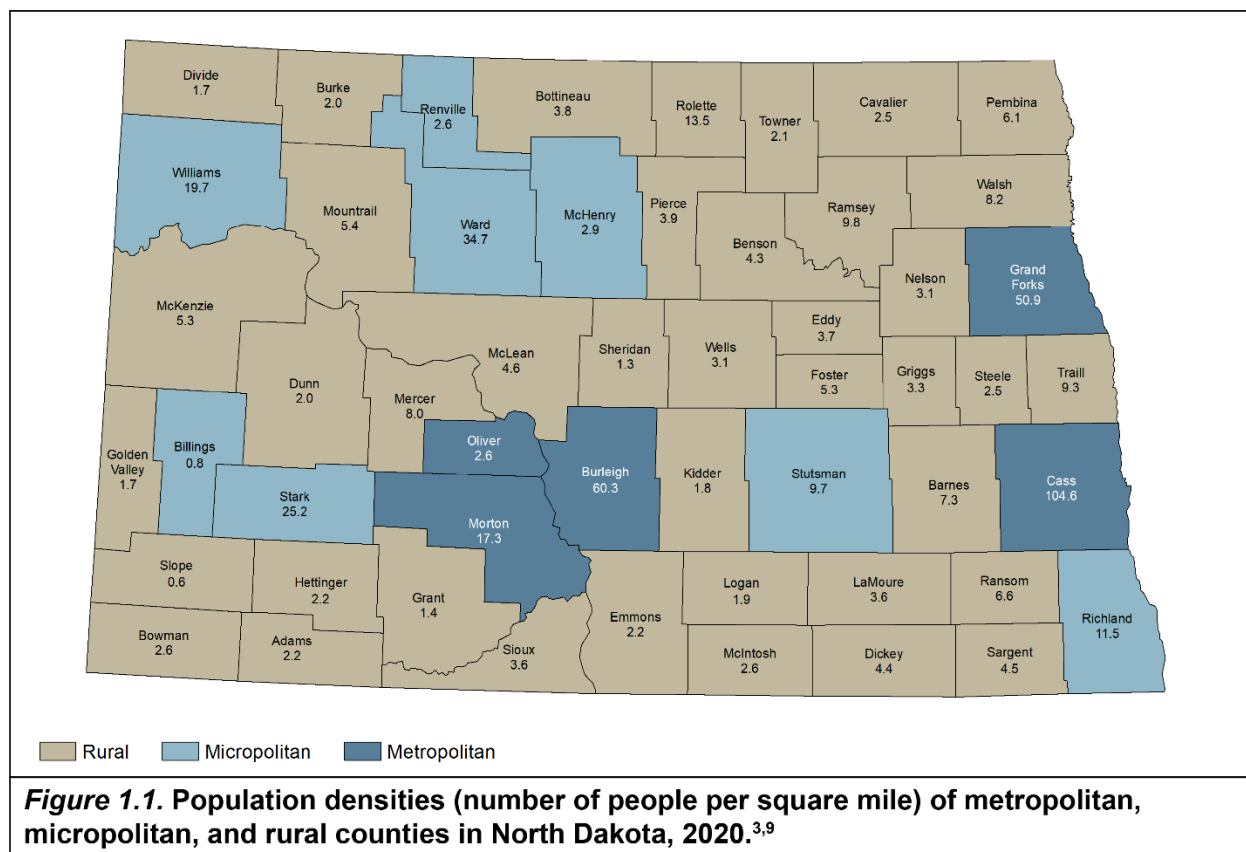 Divide
1.7
Burke
2.0
Renville
2.6
Bottineau
3.8
Rolette
13.5
Towner
2.1
Cavalier
2.5
Pembina
6.1
Williams
19.7
Mountrail
5.4
Ward
34.7
McHenry
2.9
Pierce
3.9
Benson
4.3
Ramsey
9.8
Walsh
8.2
Nelson
3.1
Grand
Forks
50.9
McKenzie
5.3
Dunn
2.0
Mercer
8.0
McLean
4.6
Sheridan
1.3
Wells
3.1
Eddy
3.7
Foster
5.3
Griggs
3.3
Steele
2.5
Traill
9.3
Golden
Valley
1.7
Billings
0.8
Stark
25.2
Oliver
2.6
Morton
17.3
Burleigh
60.3
Kidder
1.8
Stutsman
9.7
Barnes
7.3
Cass
104.6
Slope
0.6
Hettinger
2.2
Grant
1.4
Bowman
2.6
Adams
2.2
Sioux
3.6
Emmons
2.2
Logan
1.9
LaMoure
3.6
Ransom
6.6
Richland
11.5
McIntosh
2.6
Dickey
4.4
Sargent
4.5
Rural
Micropolitan
Metropolitan
Figure 1.1. Population densities (number of people per square mile) of metropolitan,
micropolitan, and rural counties in North Dakota, 2020.3,9